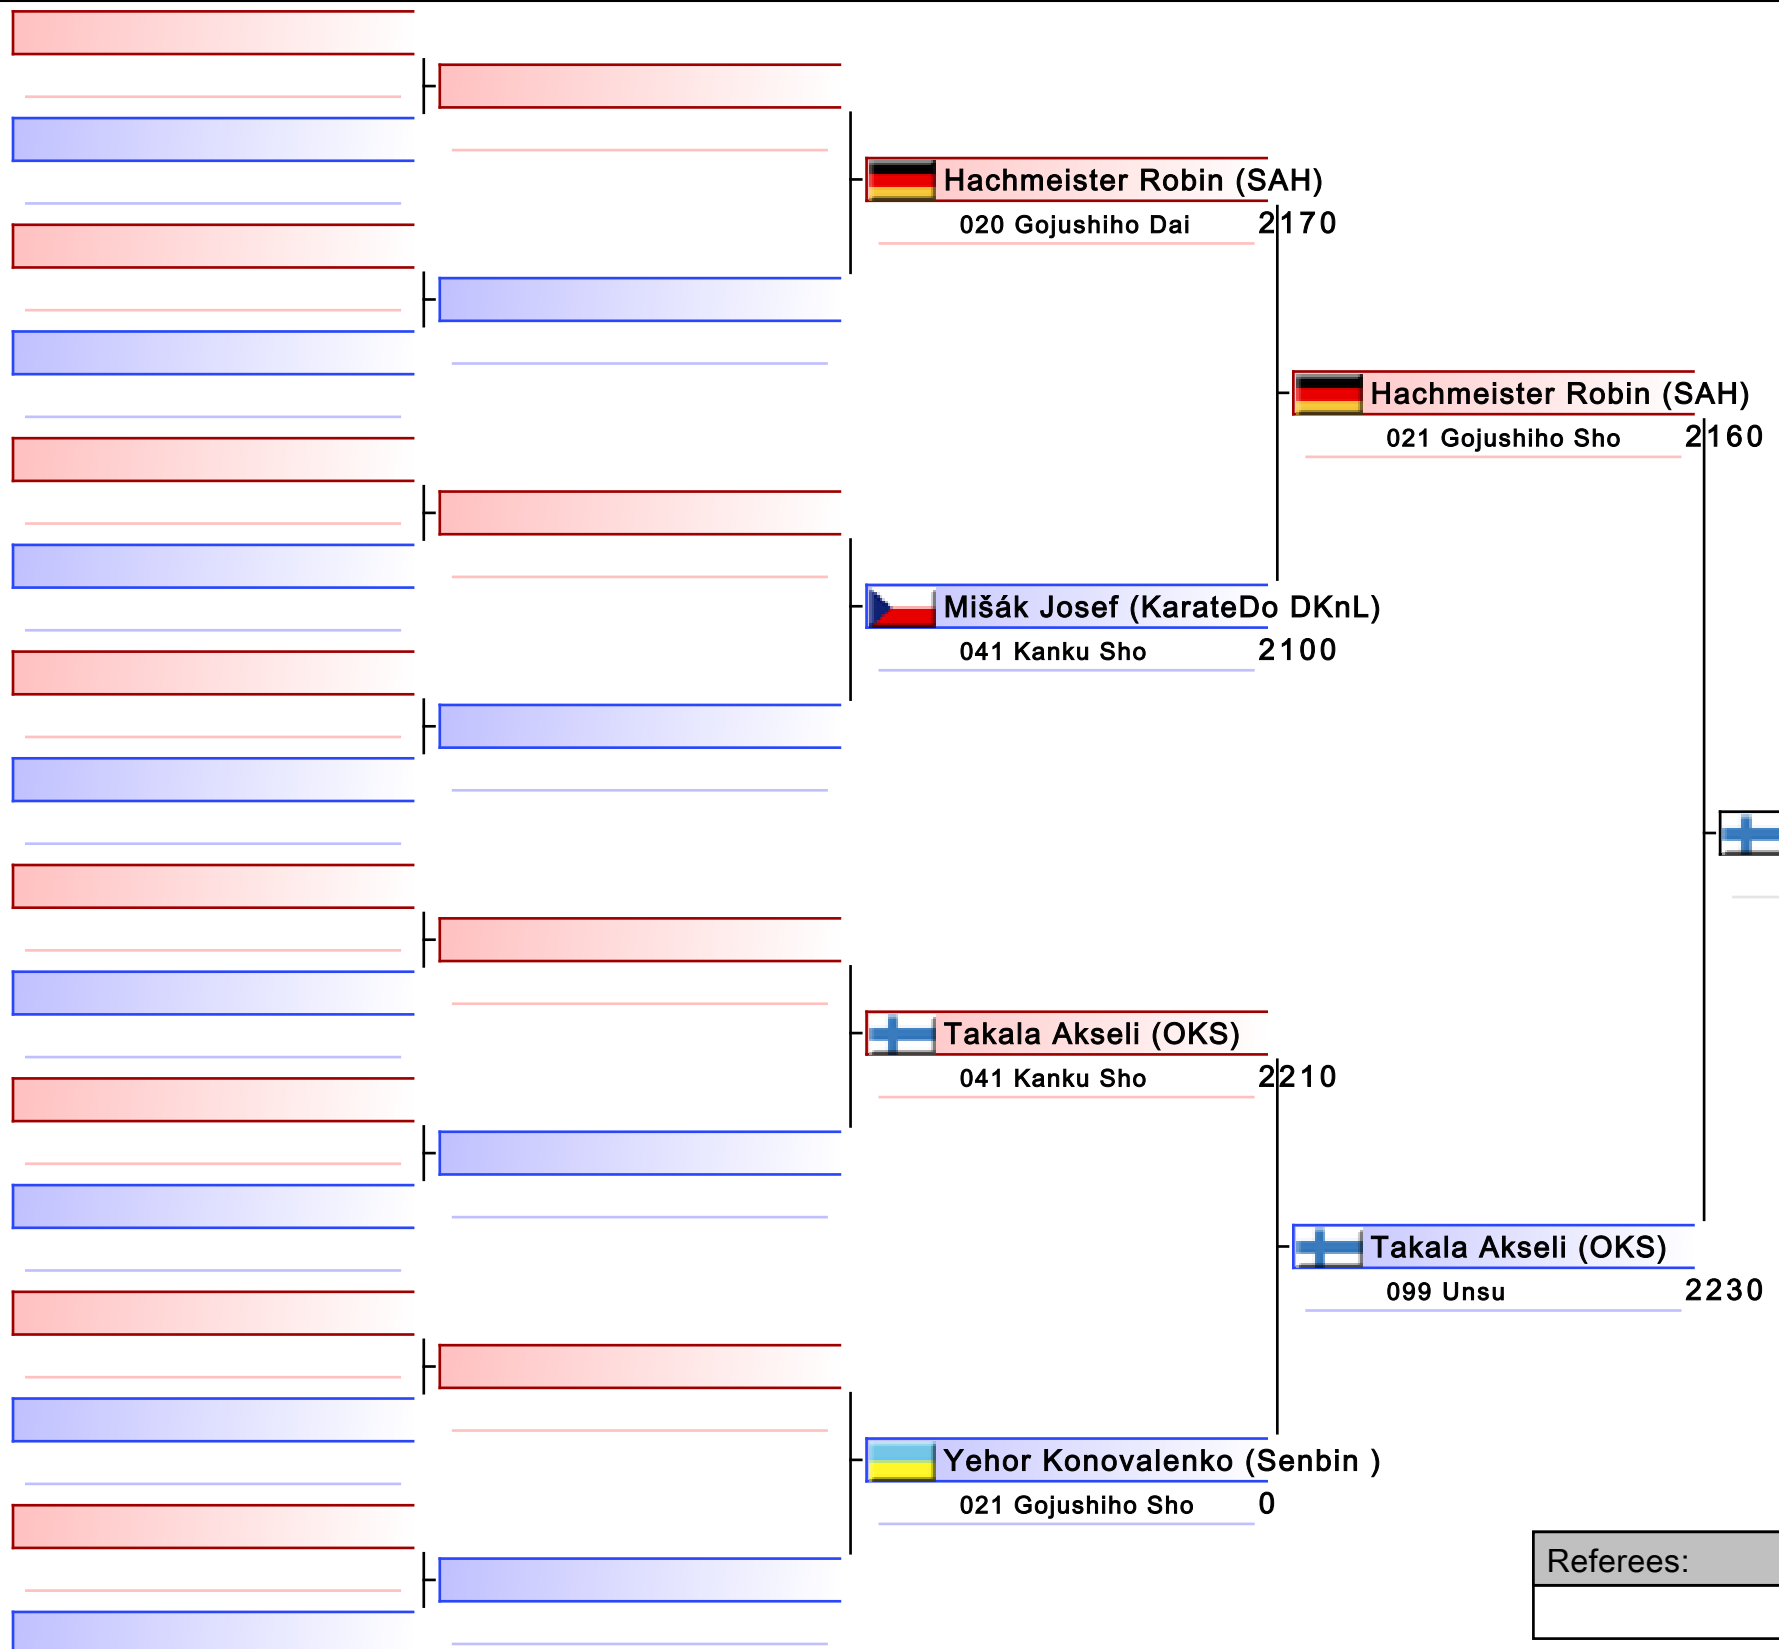 Hachmeister Robin (SAH)
020 Gojushiho Dai 2170
Hachmeister Robin (SAH)
021 Gojushiho Sho 2160
Mišák Josef (KarateDo DKnL)
041 Kanku Sho 2100
Takala Akseli (OKS)
041 Kanku Sho 2210
Takala Akseli (OKS)
099 Unsu 2230
Yehor Konovalenko (Senbin )
021 Gojushiho Sho 0
Referees: